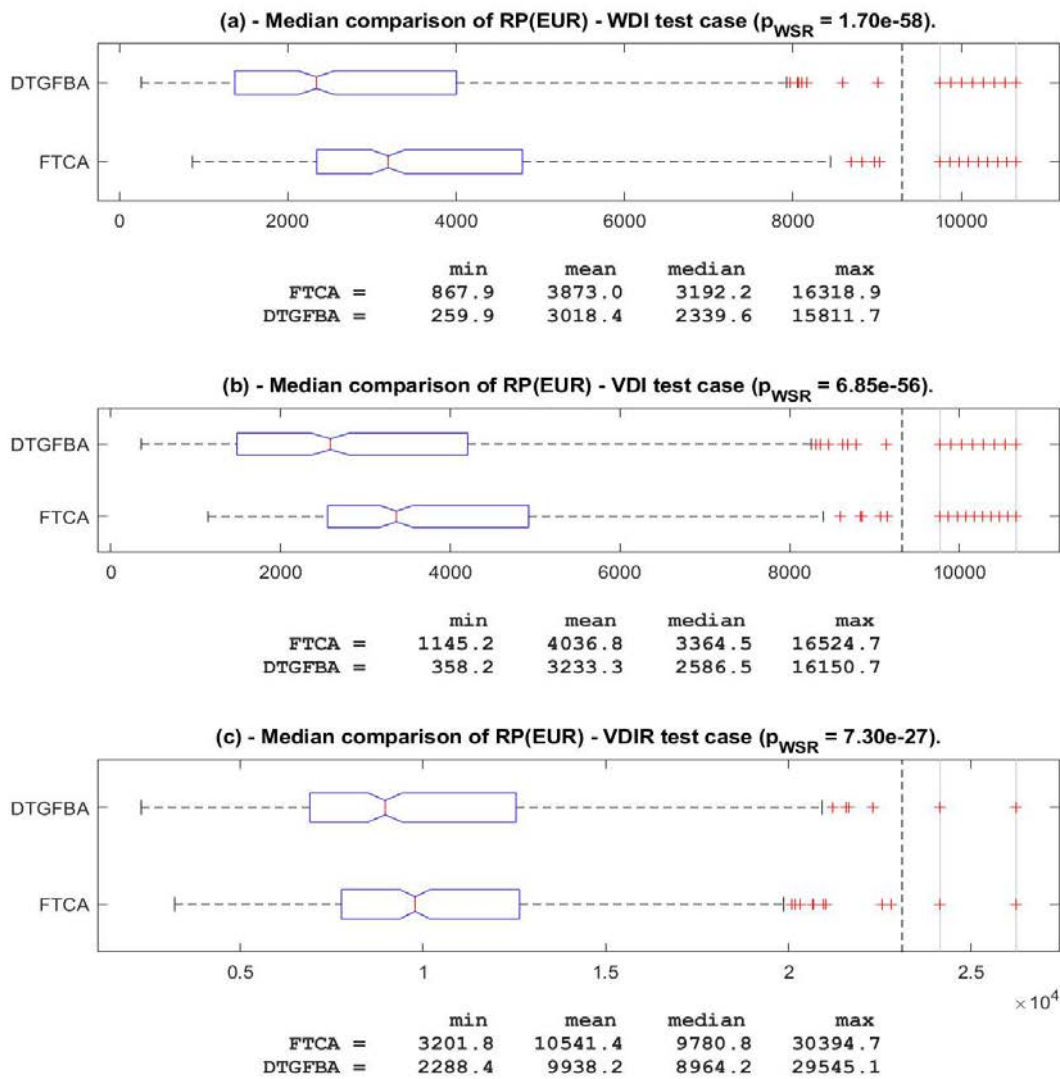 (a) - Median comparison of RP(EUR) - WDI test case (pWSR = 1.70e-58).
DTGFBA
FTCA
0 2000 4000 6000 8000 10000
min mean median max
FTCA = 867.9 3873.0 3192.2 16318.9
DTGFBA = 259.9 3018.4 2339.6 15811.7
(b) - Median comparison of RP(EUR) - VDI test case (pWSR = 6.85e-56).
DTGFBA
FTCA
0 2000 4000 6000 8000 10000
min mean median max
FTCA = 1145.2 4036.8 3364.5 16524.7
DTGFBA = 358.2 3233.3 2586.5 16150.7
(c) - Median comparison of RP(EUR) - VDIR test case (pWSR = 7.30e-27).
DTGFBA
FTCA
0.5 1 1.5 2 2.5
× 10^4
min mean median max
FTCA = 3201.8 10541.4 9780.8 30394.7
DTGFBA = 2288.4 9938.2 8964.2 29545.1